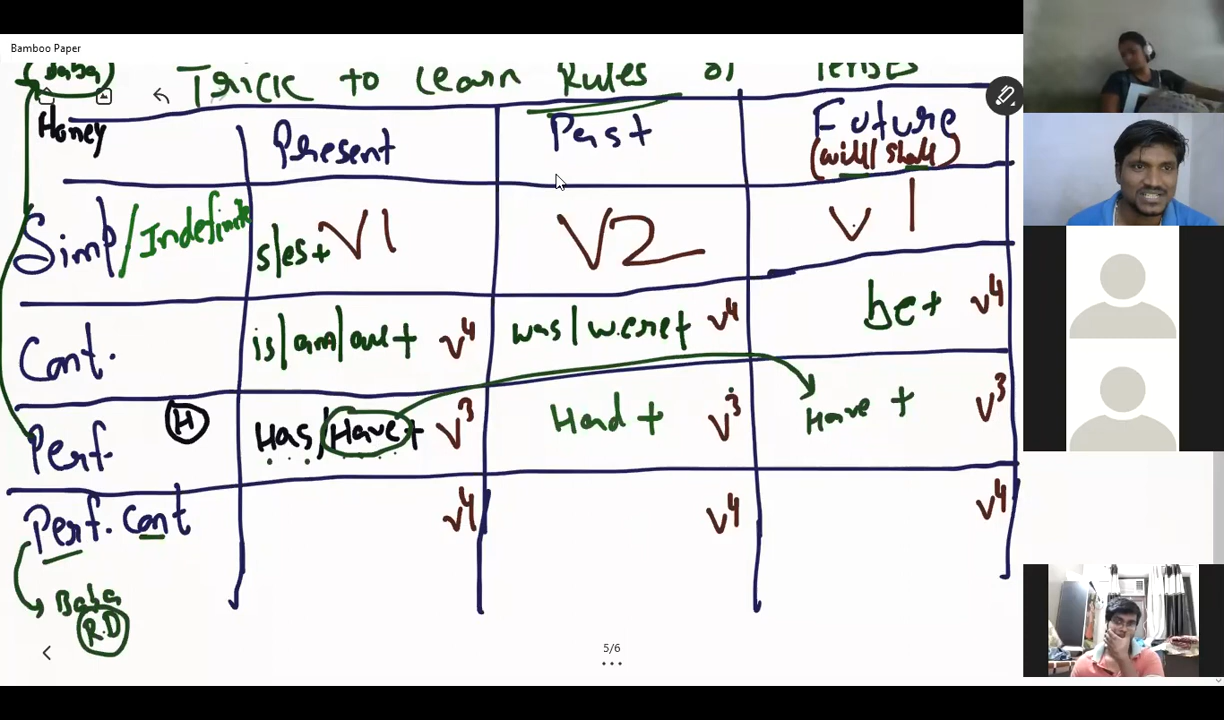 Bamboo Paper
(Baba) Trick to learn Rules of Tenses
Honey
Present Past Future
(will/shall)
Simp/Indefinite s/es+ V1 V2 V1
Cont. is/am/are+ v4 was/were+ v4 be+ v4
Perf. H Has/Have+ v3 Had + v3 Have + v3
Perf. Cont v4 v4 v4
Baba
R.D
5/6